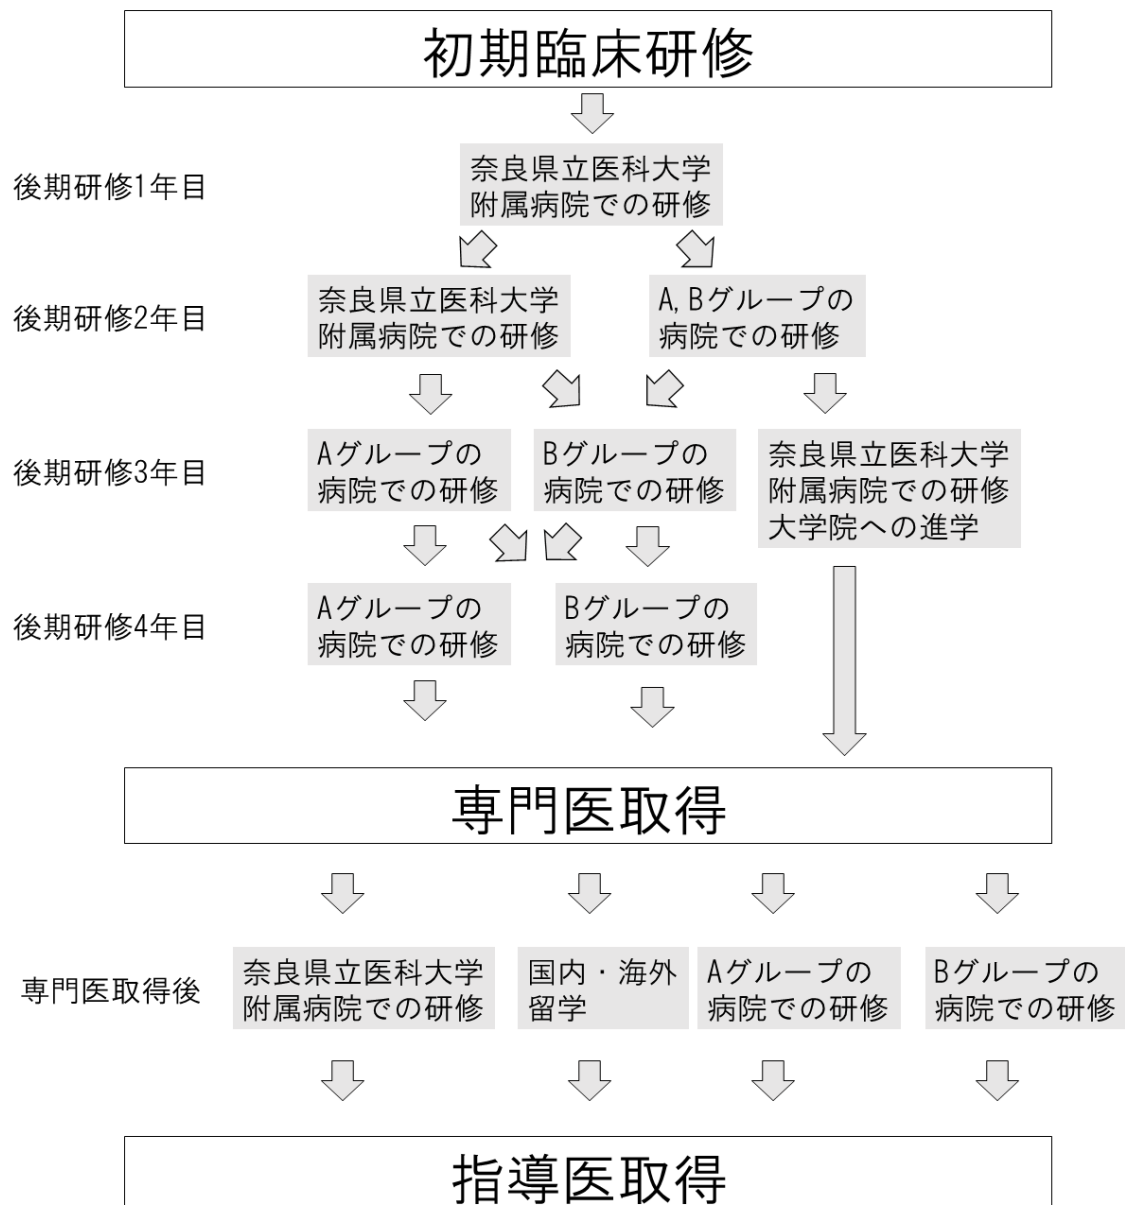 初期臨床研修
後期研修1年目
奈良県立医科大学
附属病院での研修
後期研修2年目
奈良県立医科大学
附属病院での研修
A, Bグループの
病院での研修
後期研修3年目
Aグループの
病院での研修
Bグループの
病院での研修
奈良県立医科大学
附属病院での研修
大学院への進学
後期研修4年目
Aグループの
病院での研修
Bグループの
病院での研修
専門医取得
専門医取得後
奈良県立医科大学
附属病院での研修
国内・海外
留学
Aグループの
病院での研修
Bグループの
病院での研修
指導医取得